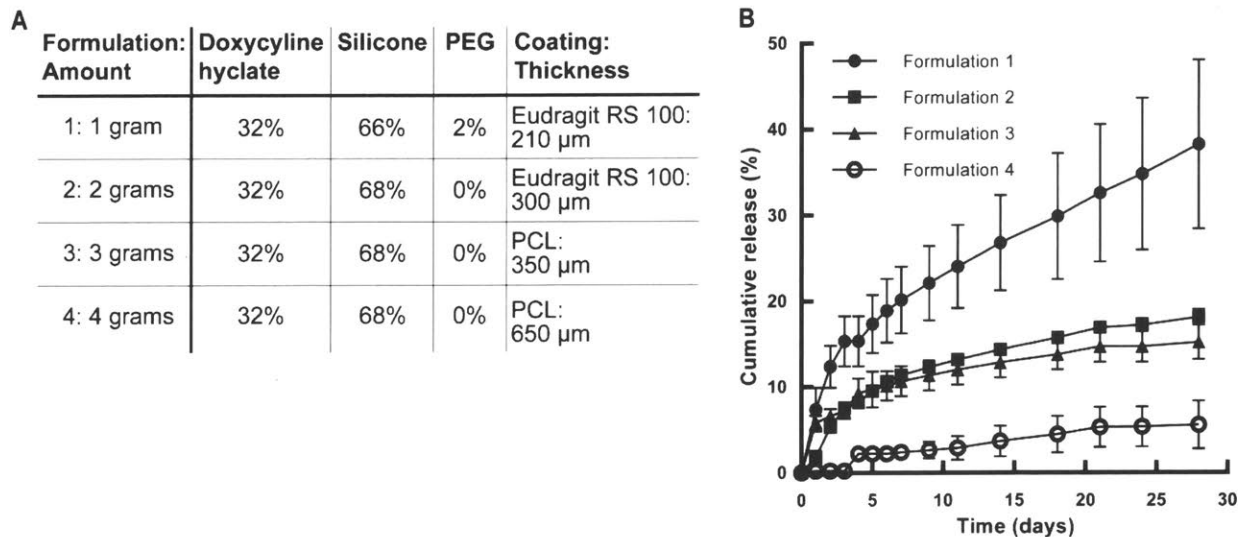 A
Formulation: Doxycyline Silicone PEG Coating:
Amount hyclate Thickness
1: 1 gram 32% 66% 2% Eudragit RS 100:
210 µm
2: 2 grams 32% 68% 0% Eudragit RS 100:
300 µm
3: 3 grams 32% 68% 0% PCL:
350 µm
4: 4 grams 32% 68% 0% PCL:
650 µm
B
Cumulative release (%)
50
40
30
20
10
0
Formulation 1
Formulation 2
Formulation 3
Formulation 4
0 5 10 15 20 25 30
Time (days)